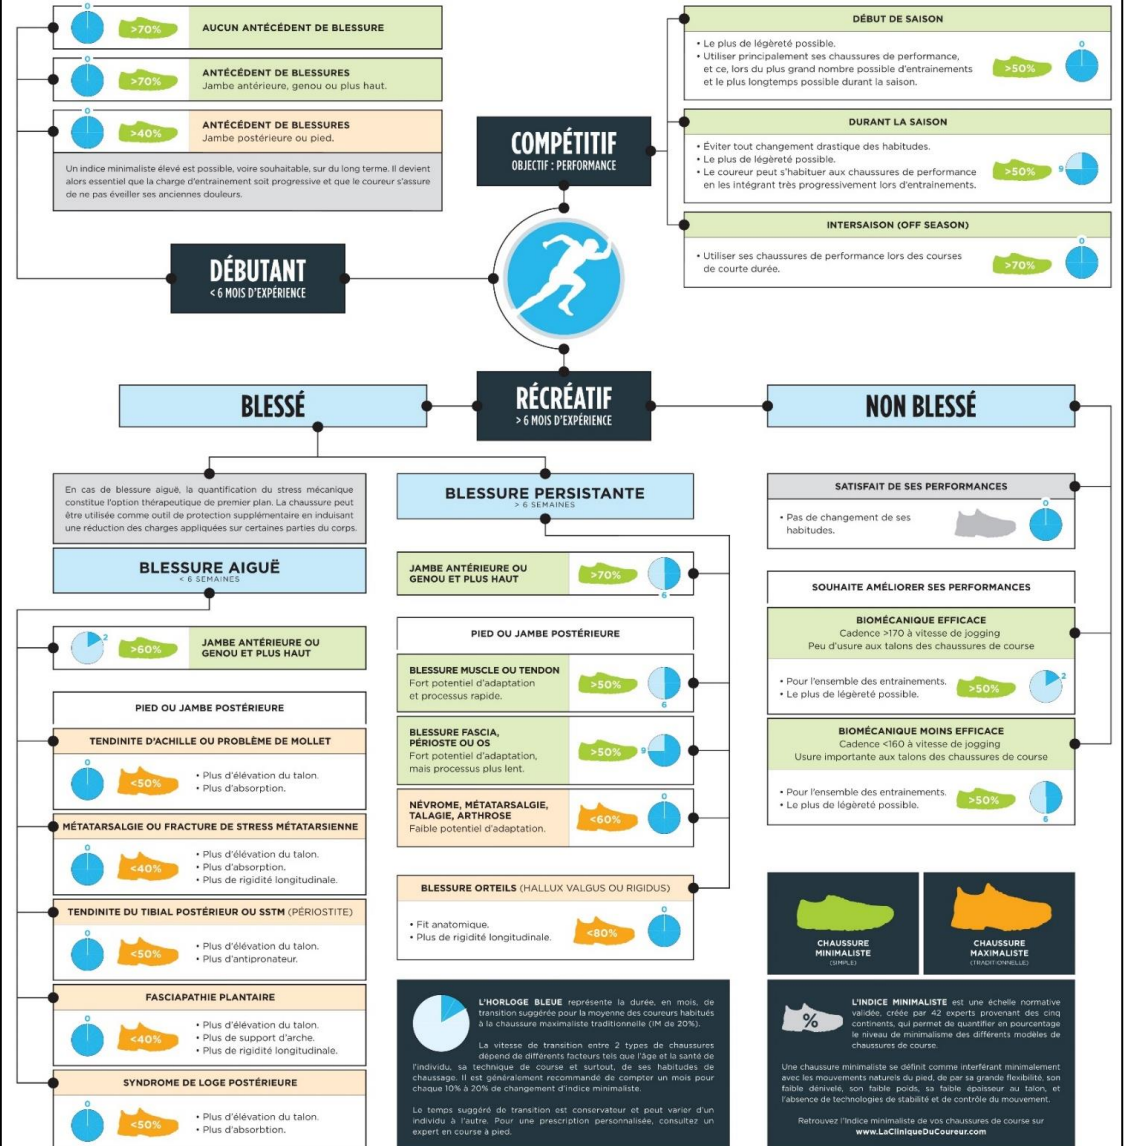 0
>70%
AUCUN ANTÉCÉDENT DE BLESSURE
0
>70%
ANTÉCÉDENT DE BLESSURES
Jambe antérieure, genou ou plus haut.
0
>40%
ANTÉCÉDENT DE BLESSURES
Jambe postérieure ou pied.
Un indice minimaliste élevé est possible, voire souhaitable, sur du long terme. Il devient
alors essentiel que la charge d'entrainement soit progressive et que le coureur s'assure
de ne pas éveiller ses anciennes douleurs.
DÉBUTANT
< 6 MOIS D'EXPÉRIENCE
COMPÉTITIF
OBJECTIF : PERFORMANCE
DÉBUT DE SAISON
• Le plus de légèreté possible.
• Utiliser principalement ses chaussures de performance,
et ce, lors du plus grand nombre possible d'entrainements
et le plus longtemps possible durant la saison.
>50%
0
DURANT LA SAISON
• Éviter tout changement drastique des habitudes.
• Le plus de légèreté possible.
• Le coureur peut s'habituer aux chaussures de performance
en les intégrant très progressivement lors d'entrainements.
>50%
9
INTERSAISON (OFF SEASON)
• Utiliser ses chaussures de performance lors des courses
de courte durée.
>70%
0
RÉCRÉATIF
> 6 MOIS D'EXPÉRIENCE
BLESSÉ
NON BLESSÉ
En cas de blessure aiguë, la quantification du stress mécanique
constitue l'option thérapeutique de premier plan. La chaussure peut
être utilisée comme outil de protection supplémentaire en induisant
une réduction des charges appliquées sur certaines parties du corps.
BLESSURE AIGUË
< 6 SEMAINES
2
>60%
JAMBE ANTÉRIEURE OU
GENOU ET PLUS HAUT
PIED OU JAMBE POSTÉRIEURE
TENDINITE D'ACHILLE OU PROBLÈME DE MOLLET
0
<50%
• Plus d'élévation du talon.
• Plus d'absorption.
MÉTATARSALGIE OU FRACTURE DE STRESS MÉTATARSIENNE
0
<40%
• Plus d'élévation du talon.
• Plus d'absorption.
• Plus de rigidité longitudinale.
TENDINITE DU TIBIAL POSTÉRIEUR OU SSTM (PÉRIOSTITE)
0
<50%
• Plus d'élévation du talon.
• Plus d'antipronateur.
FASCIAPATHIE PLANTAIRE
0
<40%
• Plus d'élévation du talon.
• Plus de support d'arche.
• Plus de rigidité longitudinale.
SYNDROME DE LOGE POSTÉRIEURE
0
<50%
• Plus d'élévation du talon.
• Plus d'absorption.
BLESSURE PERSISTANTE
> 6 SEMAINES
JAMBE ANTÉRIEURE OU
GENOU ET PLUS HAUT
>70%
6
PIED OU JAMBE POSTÉRIEURE
BLESSURE MUSCLE OU TENDON
Fort potentiel d'adaptation
et processus rapide.
>50%
6
BLESSURE FASCIA,
PÉRIOSTE OU OS
Fort potentiel d'adaptation,
mais processus plus lent.
>50%
9
NÉVROME, MÉTATARSALGIE,
TALAGIE, ARTHROSE
Faible potentiel d'adaptation.
<60%
0
BLESSURE ORTEILS (HALLUX VALGUS OU RIGIDUS)
• Fit anatomique.
• Plus de rigidité longitudinale.
<80%
0
SATISFAIT DE SES PERFORMANCES
• Pas de changement de ses
habitudes.
0
SOUHAITE AMÉLIORER SES PERFORMANCES
BIOMÉCANIQUE EFFICACE
Cadence >170 à vitesse de jogging
Peu d'usure aux talons des chaussures de course
• Pour l'ensemble des entrainements.
• Le plus de légèreté possible.
>50%
2
BIOMÉCANIQUE MOINS EFFICACE
Cadence <160 à vitesse de jogging
Usure importante aux talons des chaussures de course
• Pour l'ensemble des entrainements.
• Le plus de légèreté possible.
>50%
6
L'HORLOGE BLEUE représente la durée, en mois, de
transition suggérée pour la moyenne des coureurs habitués
à la chaussure maximaliste traditionnelle (IM de 20%).
La vitesse de transition entre 2 types de chaussures
dépend de différents facteurs tels que l'âge et la santé de
l'individu, sa technique de course et surtout, de ses habitudes de
chaussage. Il est généralement recommandé de compter un mois pour
chaque 10% à 20% de changement d'indice minimaliste.
Le temps suggéré de transition est conservateur et peut varier d'un
individu à l'autre. Pour une prescription personnalisée, consultez un
expert en course à pied.
CHAUSSURE
MINIMALISTE
(SIMPLE)
CHAUSSURE
MAXIMALISTE
(TRADITIONNELLE)
%
L'INDICE MINIMALISTE est une échelle normative
validée, créée par 42 experts provenant des cinq
continents, qui permet de quantifier en pourcentage
le niveau de minimalisme des différents modèles de
chaussures de course.
Une chaussure minimaliste se définit comme interférant minimalement
avec les mouvements naturels du pied, de par sa grande flexibilité, son
faible dénivelé, son faible poids, sa faible épaisseur au talon, et
l'absence de technologies de stabilité et de contrôle du mouvement.
Retrouvez l'Indice minimaliste de vos chaussures de course sur
www.LaCliniqueDuCoureur.com